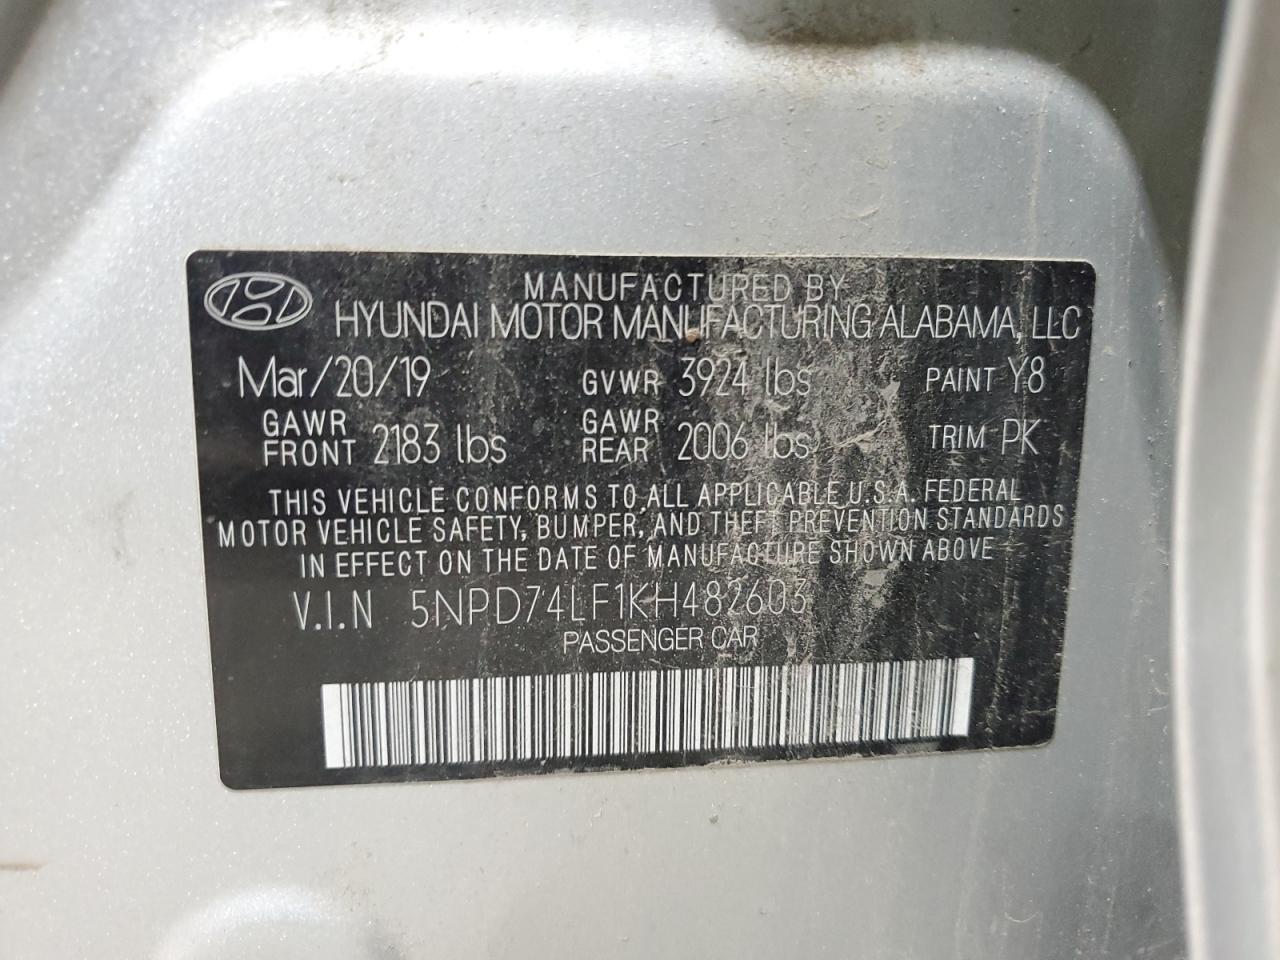 MANUFACTURED BY
HYUNDAI MOTOR MANUFACTURING ALABAMA, LLC
Mar/20/19 GVWR 3924 lbs PAINT Y8
GAWR FRONT 2183 lbs GAWR REAR 2006 lbs TRIM PK
THIS VEHICLE CONFORMS TO ALL APPLICABLE U.S.A. FEDERAL
MOTOR VEHICLE SAFETY, BUMPER, AND THEFT PREVENTION STANDARDS
IN EFFECT ON THE DATE OF MANUFACTURE SHOWN ABOVE
V.I.N 5NPD74LF1KH482603
PASSENGER CAR